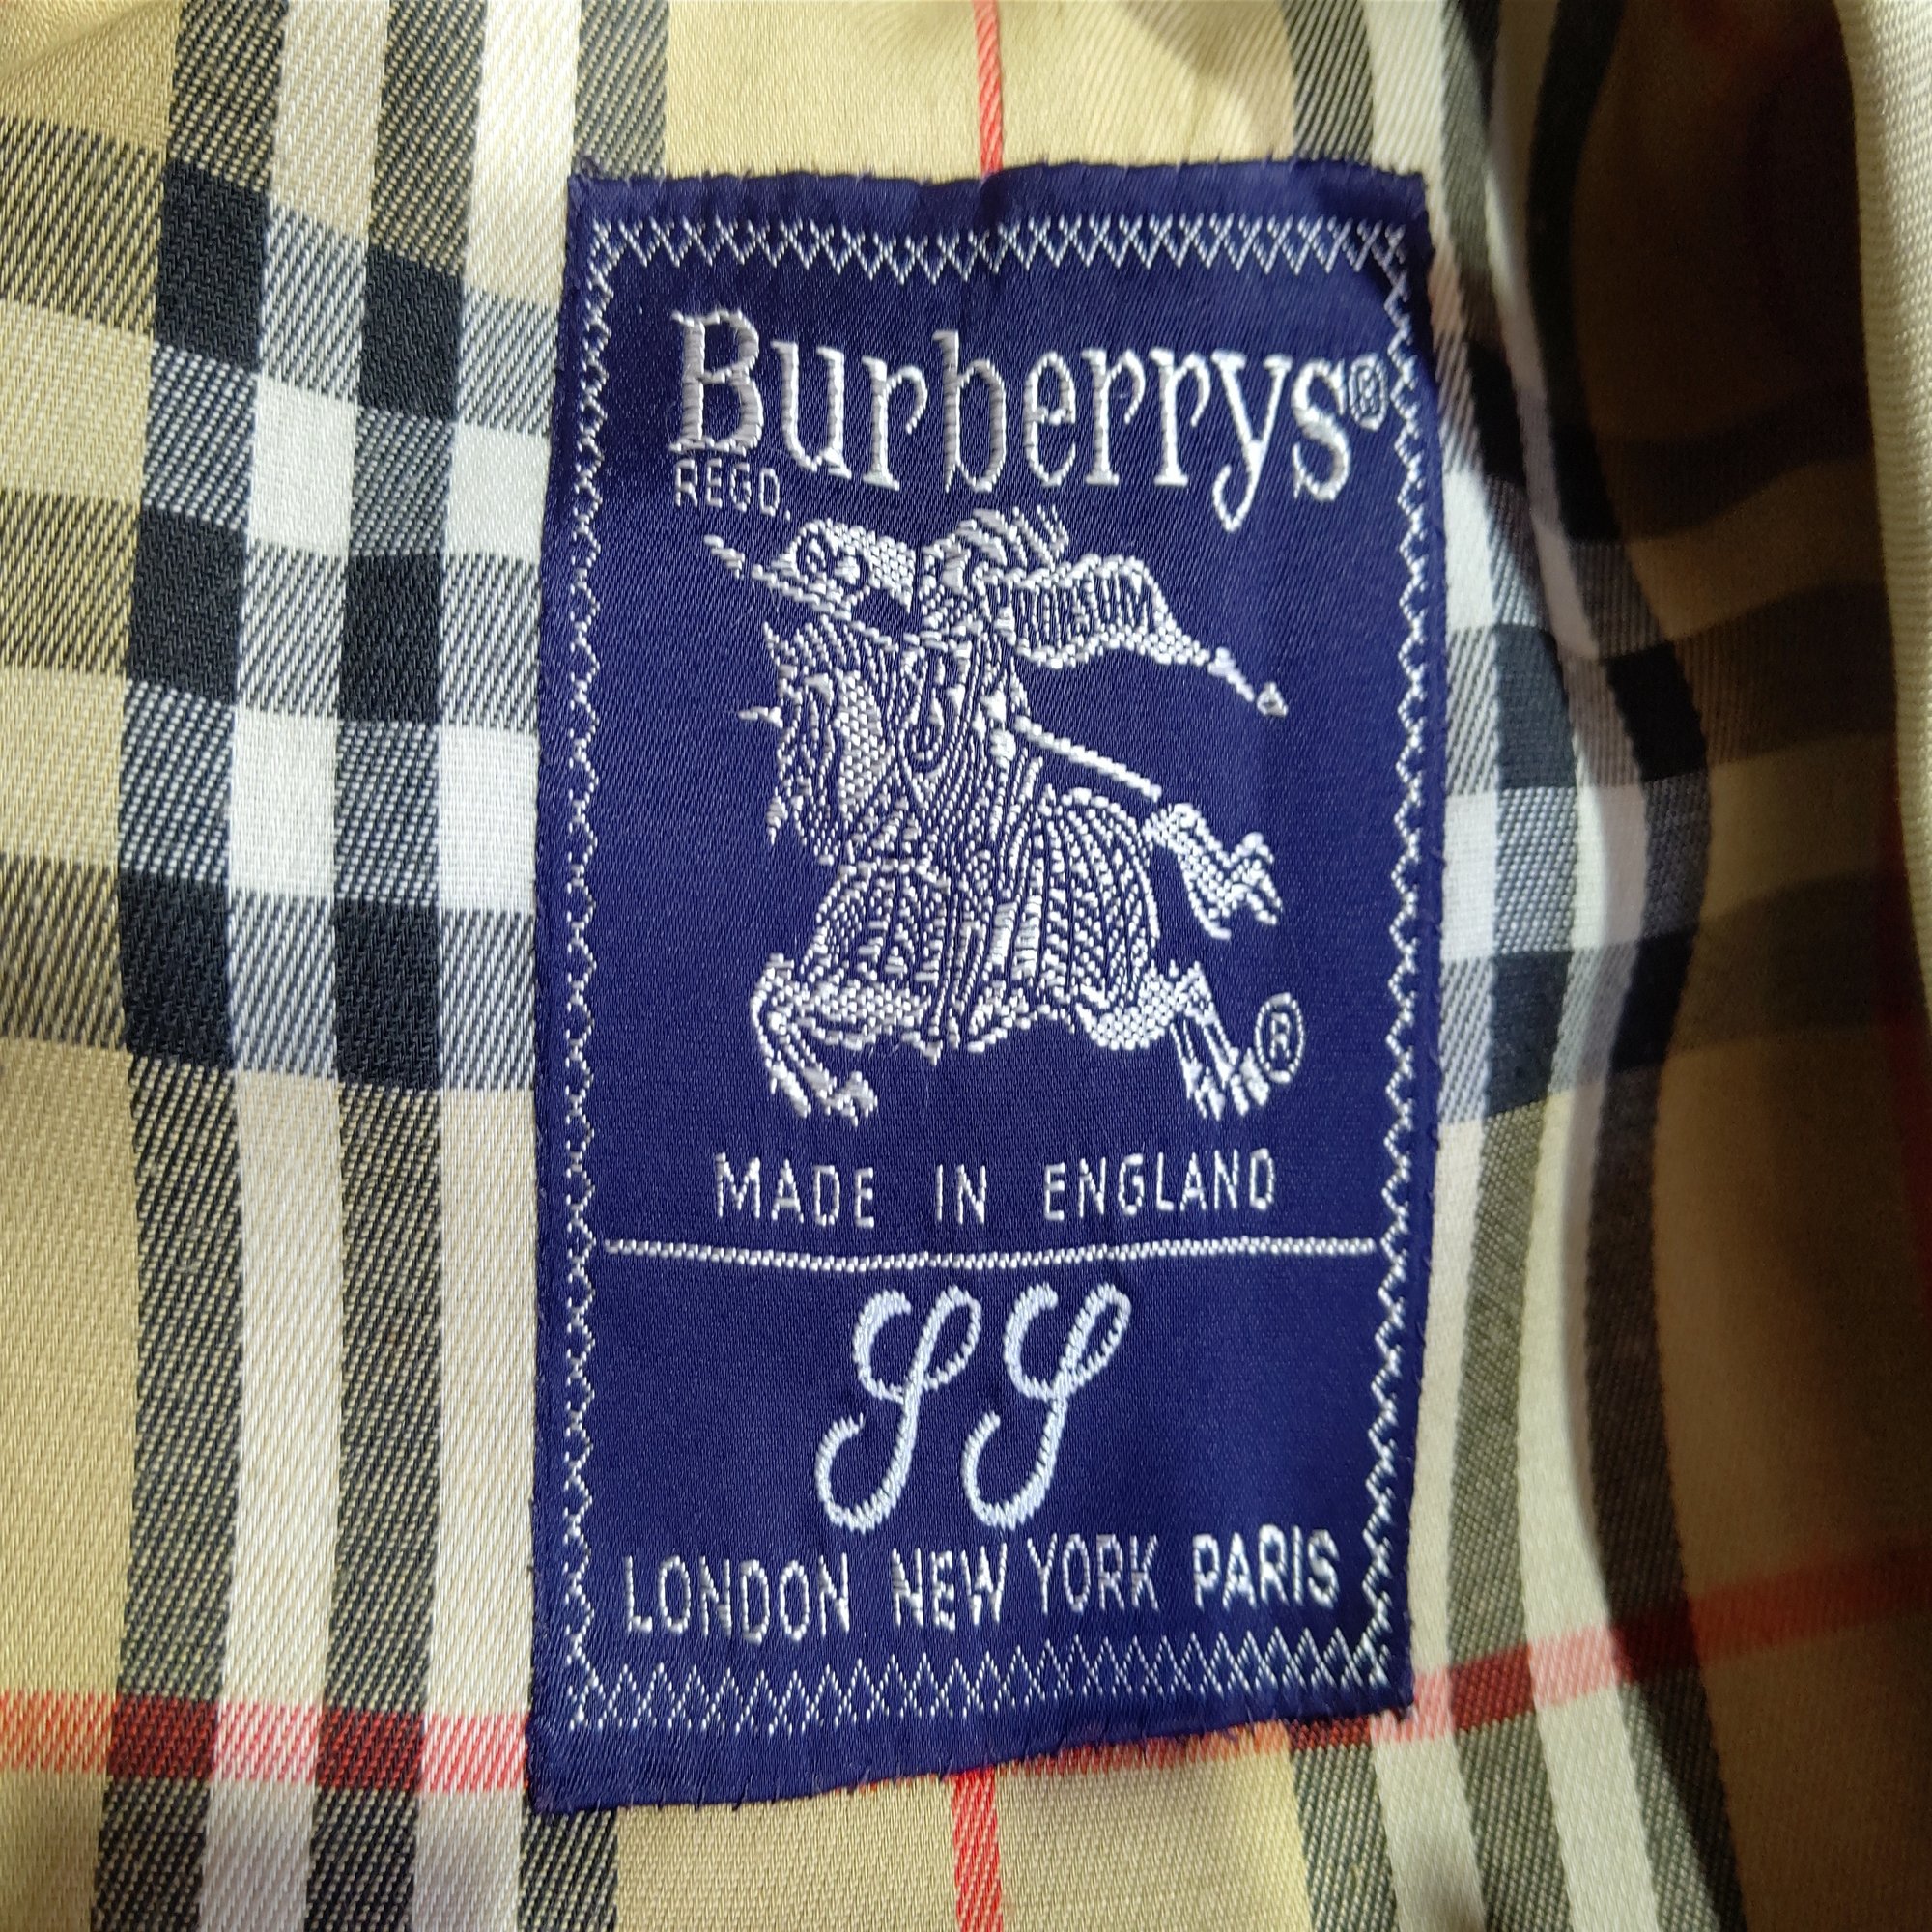 Burberrys®
REGD.
PRORSUM
®
MADE IN ENGLAND
SS
LONDON NEW YORK PARIS